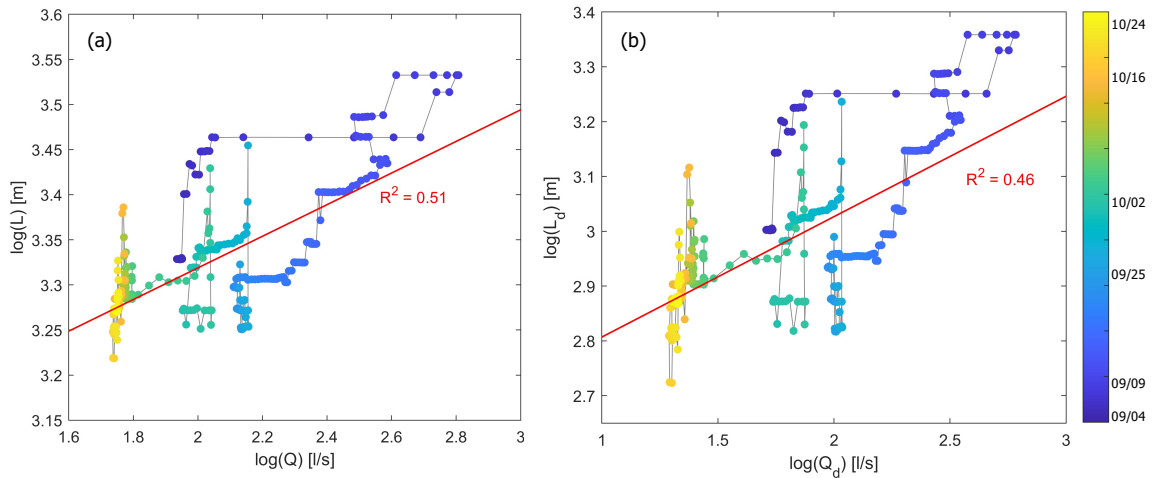 (a)
3.6
3.55
3.5
3.45
3.4
3.35
3.3
3.25
3.2
3.15
log(L) [m]
R² = 0.51
1.6 1.8 2 2.2 2.4 2.6 2.8 3
log(Q) [l/s]
(b)
3.4
3.3
3.2
3.1
3
2.9
2.8
2.7
log(L_d) [m]
R² = 0.46
1 1.5 2 2.5 3
log(Q_d) [l/s]
10/24
10/16
10/02
09/25
09/09
09/04